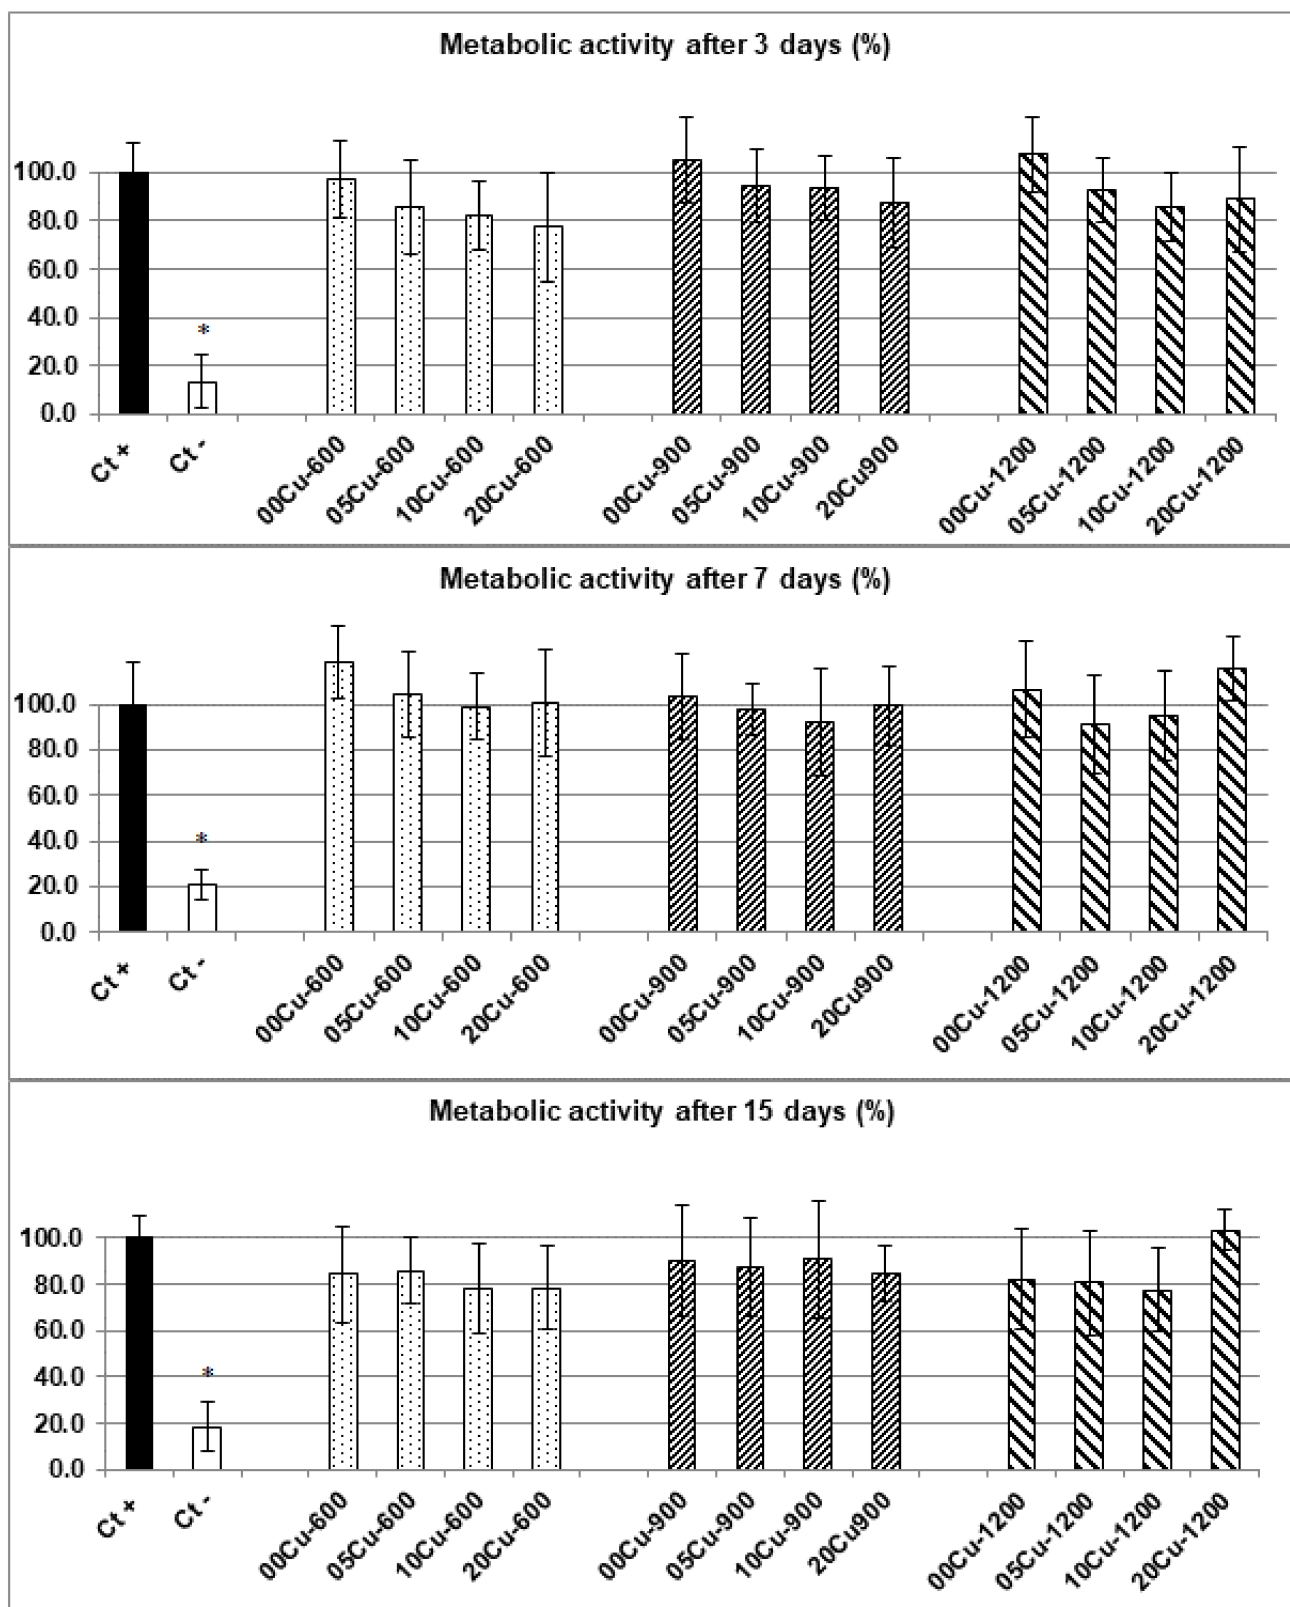 Metabolic activity after 3 days (%)
100.0
80.0
60.0
40.0
20.0
0.0
*
Ct +
Ct -
00Cu-600
05Cu-600
10Cu-600
20Cu-600
00Cu-900
05Cu-900
10Cu-900
20Cu900
00Cu-1200
05Cu-1200
10Cu-1200
20Cu-1200
Metabolic activity after 7 days (%)
100.0
80.0
60.0
40.0
20.0
0.0
*
Ct +
Ct -
00Cu-600
05Cu-600
10Cu-600
20Cu-600
00Cu-900
05Cu-900
10Cu-900
20Cu900
00Cu-1200
05Cu-1200
10Cu-1200
20Cu-1200
Metabolic activity after 15 days (%)
100.0
80.0
60.0
40.0
20.0
0.0
*
Ct +
Ct -
00Cu-600
05Cu-600
10Cu-600
20Cu-600
00Cu-900
05Cu-900
10Cu-900
20Cu900
00Cu-1200
05Cu-1200
10Cu-1200
20Cu-1200